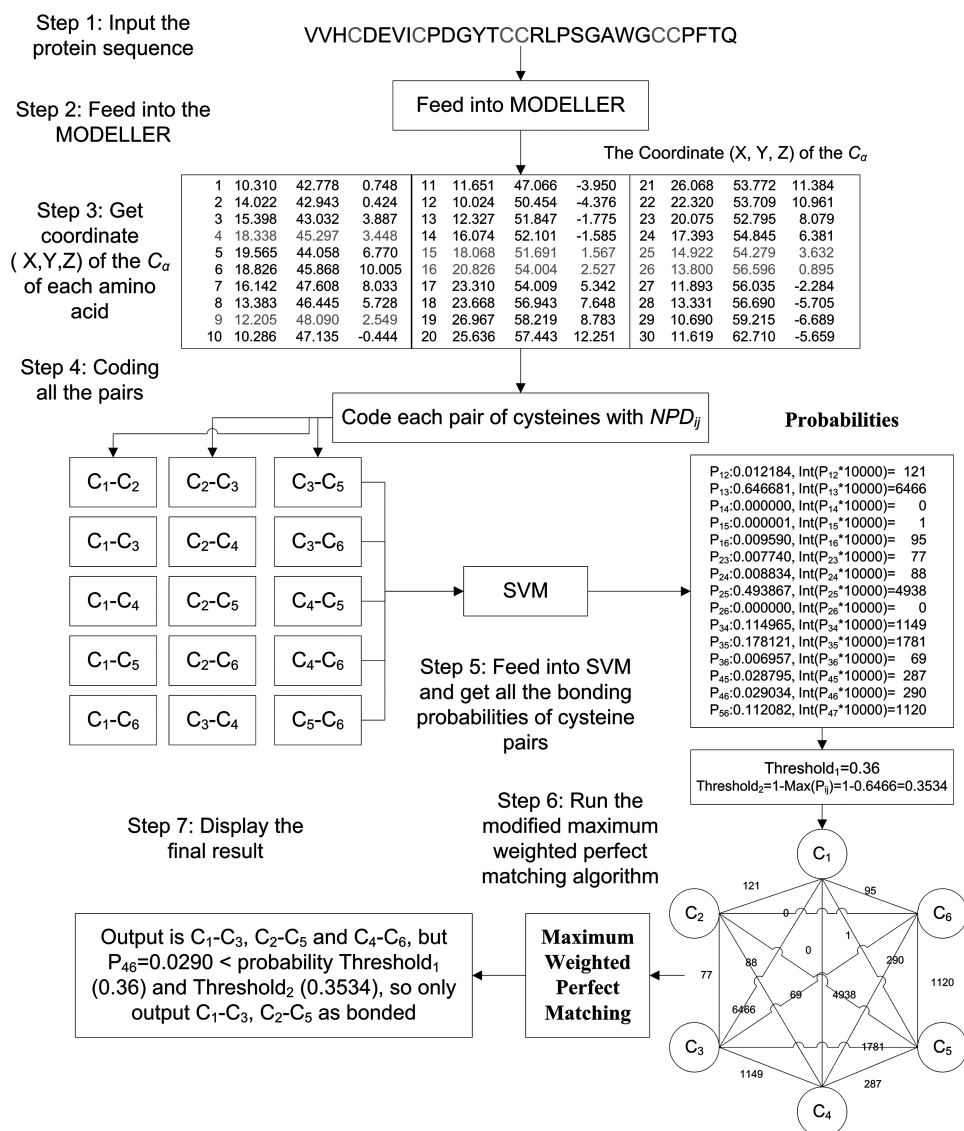 Step 1: Input the
protein sequence
VVHCDEVICPDGYTCCRLPSGAWGCCPFTQ
Step 2: Feed into the
MODELLER
Feed into MODELLER
The Coordinate (X, Y, Z) of the Cα
Step 3: Get
coordinate
( X,Y,Z) of the Cα
of each amino
acid
1 10.310 42.778 0.748 11 11.651 47.066 -3.950 21 26.068 53.772 11.384
2 14.022 42.943 0.424 12 10.024 50.454 -4.376 22 22.320 53.709 10.961
3 15.398 43.032 3.887 13 12.327 51.847 -1.775 23 20.075 52.795 8.079
4 18.338 45.297 3.448 14 16.074 52.101 -1.585 24 17.393 54.845 6.381
5 19.565 44.058 6.770 15 18.068 51.691 1.567 25 14.922 54.279 3.632
6 18.826 45.868 10.005 16 20.826 54.004 2.527 26 13.800 56.596 0.895
7 16.142 47.608 8.033 17 23.310 54.009 5.342 27 11.893 56.035 -2.284
8 13.383 46.445 5.728 18 23.668 56.943 7.648 28 13.331 56.690 -5.705
9 12.205 48.090 2.549 19 26.967 58.219 8.783 29 10.690 59.215 -6.689
10 10.286 47.135 -0.444 20 25.636 57.443 12.251 30 11.619 62.710 -5.659
Step 4: Coding
all the pairs
Code each pair of cysteines with NPDij
Probabilities
C1-C2 C2-C3 C3-C5
C1-C3 C2-C4 C3-C6
C1-C4 C2-C5 C4-C5
C1-C5 C2-C6 C4-C6
C1-C6 C3-C4 C5-C6
SVM
Step 5: Feed into SVM
and get all the bonding
probabilities of cysteine
pairs
P12:0.012184, Int(P12*10000)= 121
P13:0.646681, Int(P13*10000)=6466
P14:0.000000, Int(P14*10000)= 0
P15:0.000001, Int(P15*10000)= 1
P16:0.009590, Int(P16*10000)= 95
P23:0.007740, Int(P23*10000)= 77
P24:0.008834, Int(P24*10000)= 88
P25:0.493867, Int(P25*10000)=4938
P26:0.000000, Int(P26*10000)= 0
P34:0.114965, Int(P34*10000)=1149
P35:0.178121, Int(P35*10000)=1781
P36:0.006957, Int(P36*10000)= 69
P45:0.028795, Int(P45*10000)= 287
P46:0.029034, Int(P46*10000)= 290
P56:0.112082, Int(P47*10000)=1120
Threshold1=0.36
Threshold2=1-Max(Pij)=1-0.6466=0.3534
Step 6: Run the
modified maximum
weighted perfect
matching algorithm
Step 7: Display the
final result
Output is C1-C3, C2-C5 and C4-C6, but
P46=0.0290 < probability Threshold1
(0.36) and Threshold2 (0.3534), so only
output C1-C3, C2-C5 as bonded
Maximum
Weighted
Perfect
Matching
C1
121 95
C2 0 C6
1
0
88 290
77 69 4938 1120
6466
C3 1781 C5
1149 287
C4